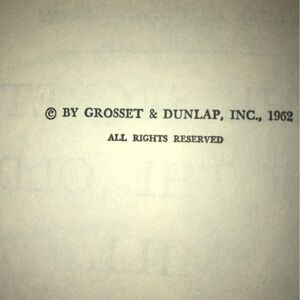 © BY GROSSET & DUNLAP, INC., 1962
ALL RIGHTS RESERVED